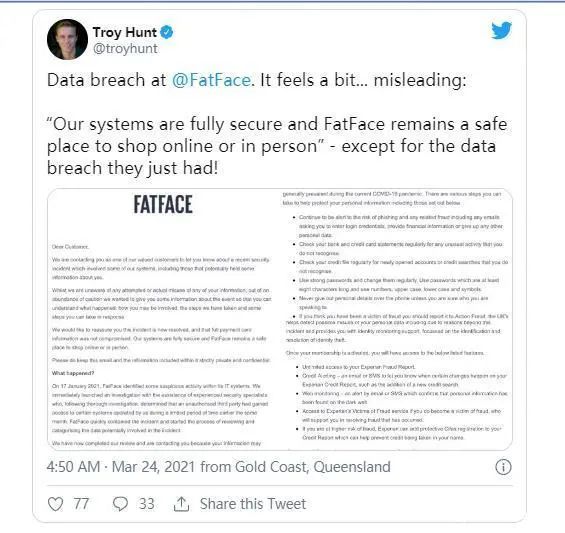 Troy Hunt
@troyhunt
Data breach at @FatFace. It feels a bit... misleading:
“Our systems are fully secure and FatFace remains a safe
place to shop online or in person” - except for the data
breach they just had!
FATFACE
Dear Customer,
We are contacting you as one of our valued customers to let you know about a recent security
incident which involved some of our systems, including those that potentially held some
information about you.
Whilst we are unaware of any attempted or actual misuse of any of your information, out of an
abundance of caution we wanted to give you some information about the event so that you can
understand what happened, how you may be involved, the steps we have taken and some
steps you can take in response.
We would like to reassure you this incident is now resolved, and that full payment card
information was not compromised. Our systems are fully secure and FatFace remains a safe
place to shop online or in person.
Please do keep this email and the information included within it strictly private and confidential.
What happened?
On 17 January 2021, FatFace identified some suspicious activity within its IT systems. We
immediately launched an investigation with the assistance of experienced security specialists
who, following thorough investigation, determined that an unauthorised third party had gained
access to certain systems operated by us during a limited period of time earlier the same
month. FatFace quickly contained the incident and started the process of reviewing and
categorising the data potentially involved in the incident.
We have now completed our review and are contacting you because your information may
generally prevalent during the current COVID-19 pandemic. There are various steps you can
take to help protect your personal information including those set out below.
Continue to be alert to the risk of phishing and any related fraud including any emails
asking you to enter login credentials, provide financial information or give up any other
personal data.
Check your bank and credit card statements regularly for any unusual activity that you
do not recognise.
Check your credit file regularly for newly opened accounts or credit searches that you do
not recognise.
Use strong passwords and change them regularly. Use passwords which are at least
eight characters long and use numbers, upper case, lower case and symbols.
Never give out personal details over the phone unless you are sure who you are
speaking to.
If you think you have been a victim of fraud you should report it to Action Fraud, the UK's
helps detect possible misuse of your personal data including due to reasons beyond this
incident and provides you with identity monitoring support, focussed on the identification and
resolution of identity theft.
Once your membership is activated, you will have access to the below listed features.
Unlimited access to your Experian Credit Report.
Credit Alerting – an email or SMS to let you know when certain changes happen on your
Experian Credit Report, such as the addition of a new credit search.
Web monitoring – an alert by email or SMS which confirms that personal information has
been found on the dark web
Access to Experian's Victims of Fraud service if you do become a victim of fraud, who
will support you in resolving fraud that has occurred.
If you are at higher risk of fraud, Experian can add protective Cifas registration to your
Credit Report which can help prevent credit being taken in your name.
4:50 AM · Mar 24, 2021 from Gold Coast, Queensland
77
33
Share this Tweet